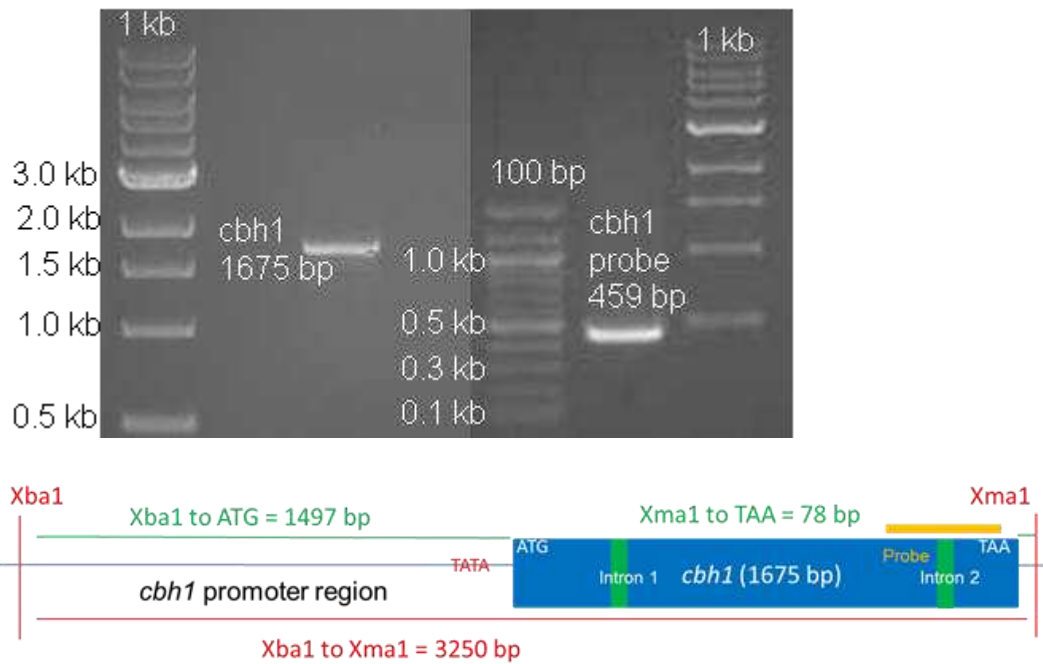 1 kb
3.0 kb
2.0 kb
1.5 kb
1.0 kb
0.5 kb
cbh1
1675 bp
100 bp
1.0 kb
0.5 kb
0.3 kb
0.1 kb
cbh1
probe
459 bp
1 kb
Xba1
Xma1
Xba1 to ATG = 1497 bp
Xma1 to TAA = 78 bp
TATA
ATG
TAA
Probe
Intron 1
cbh1 (1675 bp)
Intron 2
cbh1 promoter region
Xba1 to Xma1 = 3250 bp